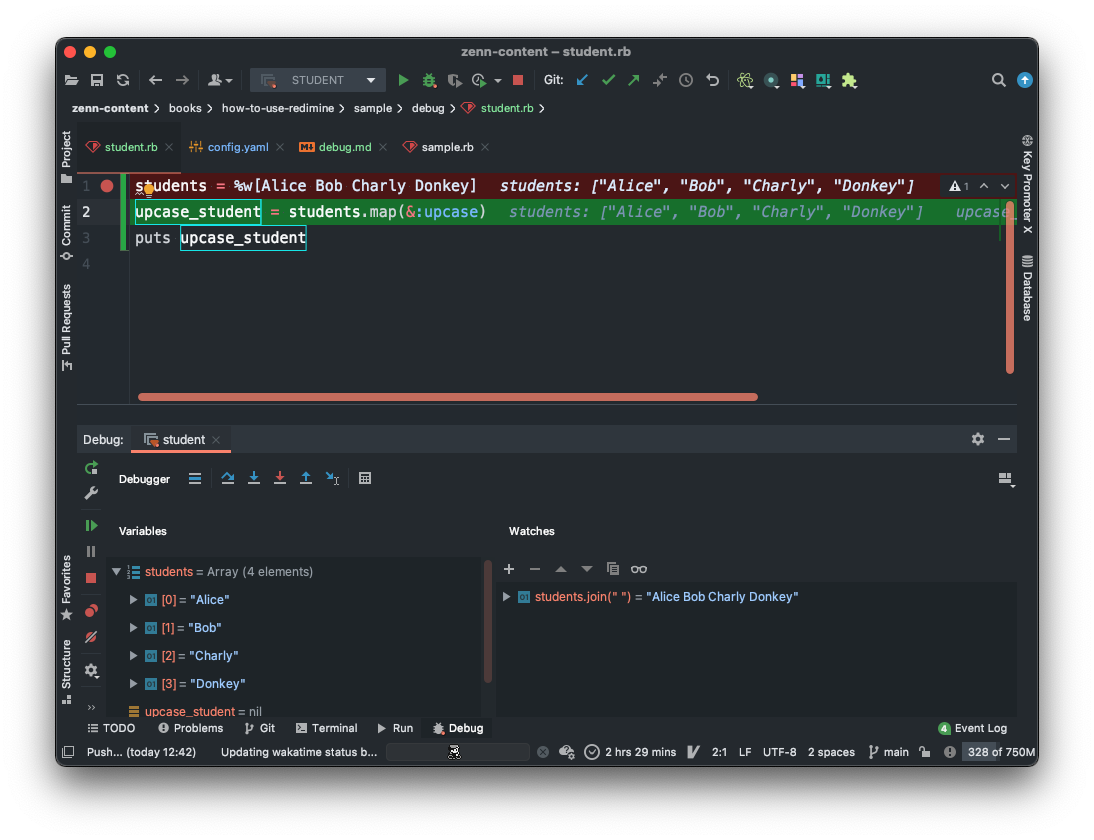 zenn-content – student.rb
STUDENT Git:
zenn-content books how-to-use-redimine sample debug student.rb
student.rb config.yaml debug.md sample.rb
Project
Commit
Pull Requests
Favorites
Structure
Key Promoter X
Database
1 students = %w[Alice Bob Charly Donkey] students: ["Alice", "Bob", "Charly", "Donkey"] 1
2 upcase_student = students.map(&:upcase) students: ["Alice", "Bob", "Charly", "Donkey"] upcase_
3 puts upcase_student
4
Debug: student
Debugger
Variables
students = Array (4 elements)
[0] = "Alice"
[1] = "Bob"
[2] = "Charly"
[3] = "Donkey"
upcase_student = nil
Watches
students.join(" ") = "Alice Bob Charly Donkey"
TODO Problems Git Terminal Run Debug 4 Event Log
Push... (today 12:42) Updating wakatime status b... 2 hrs 29 mins 2:1 LF UTF-8 2 spaces main 328 of 750M